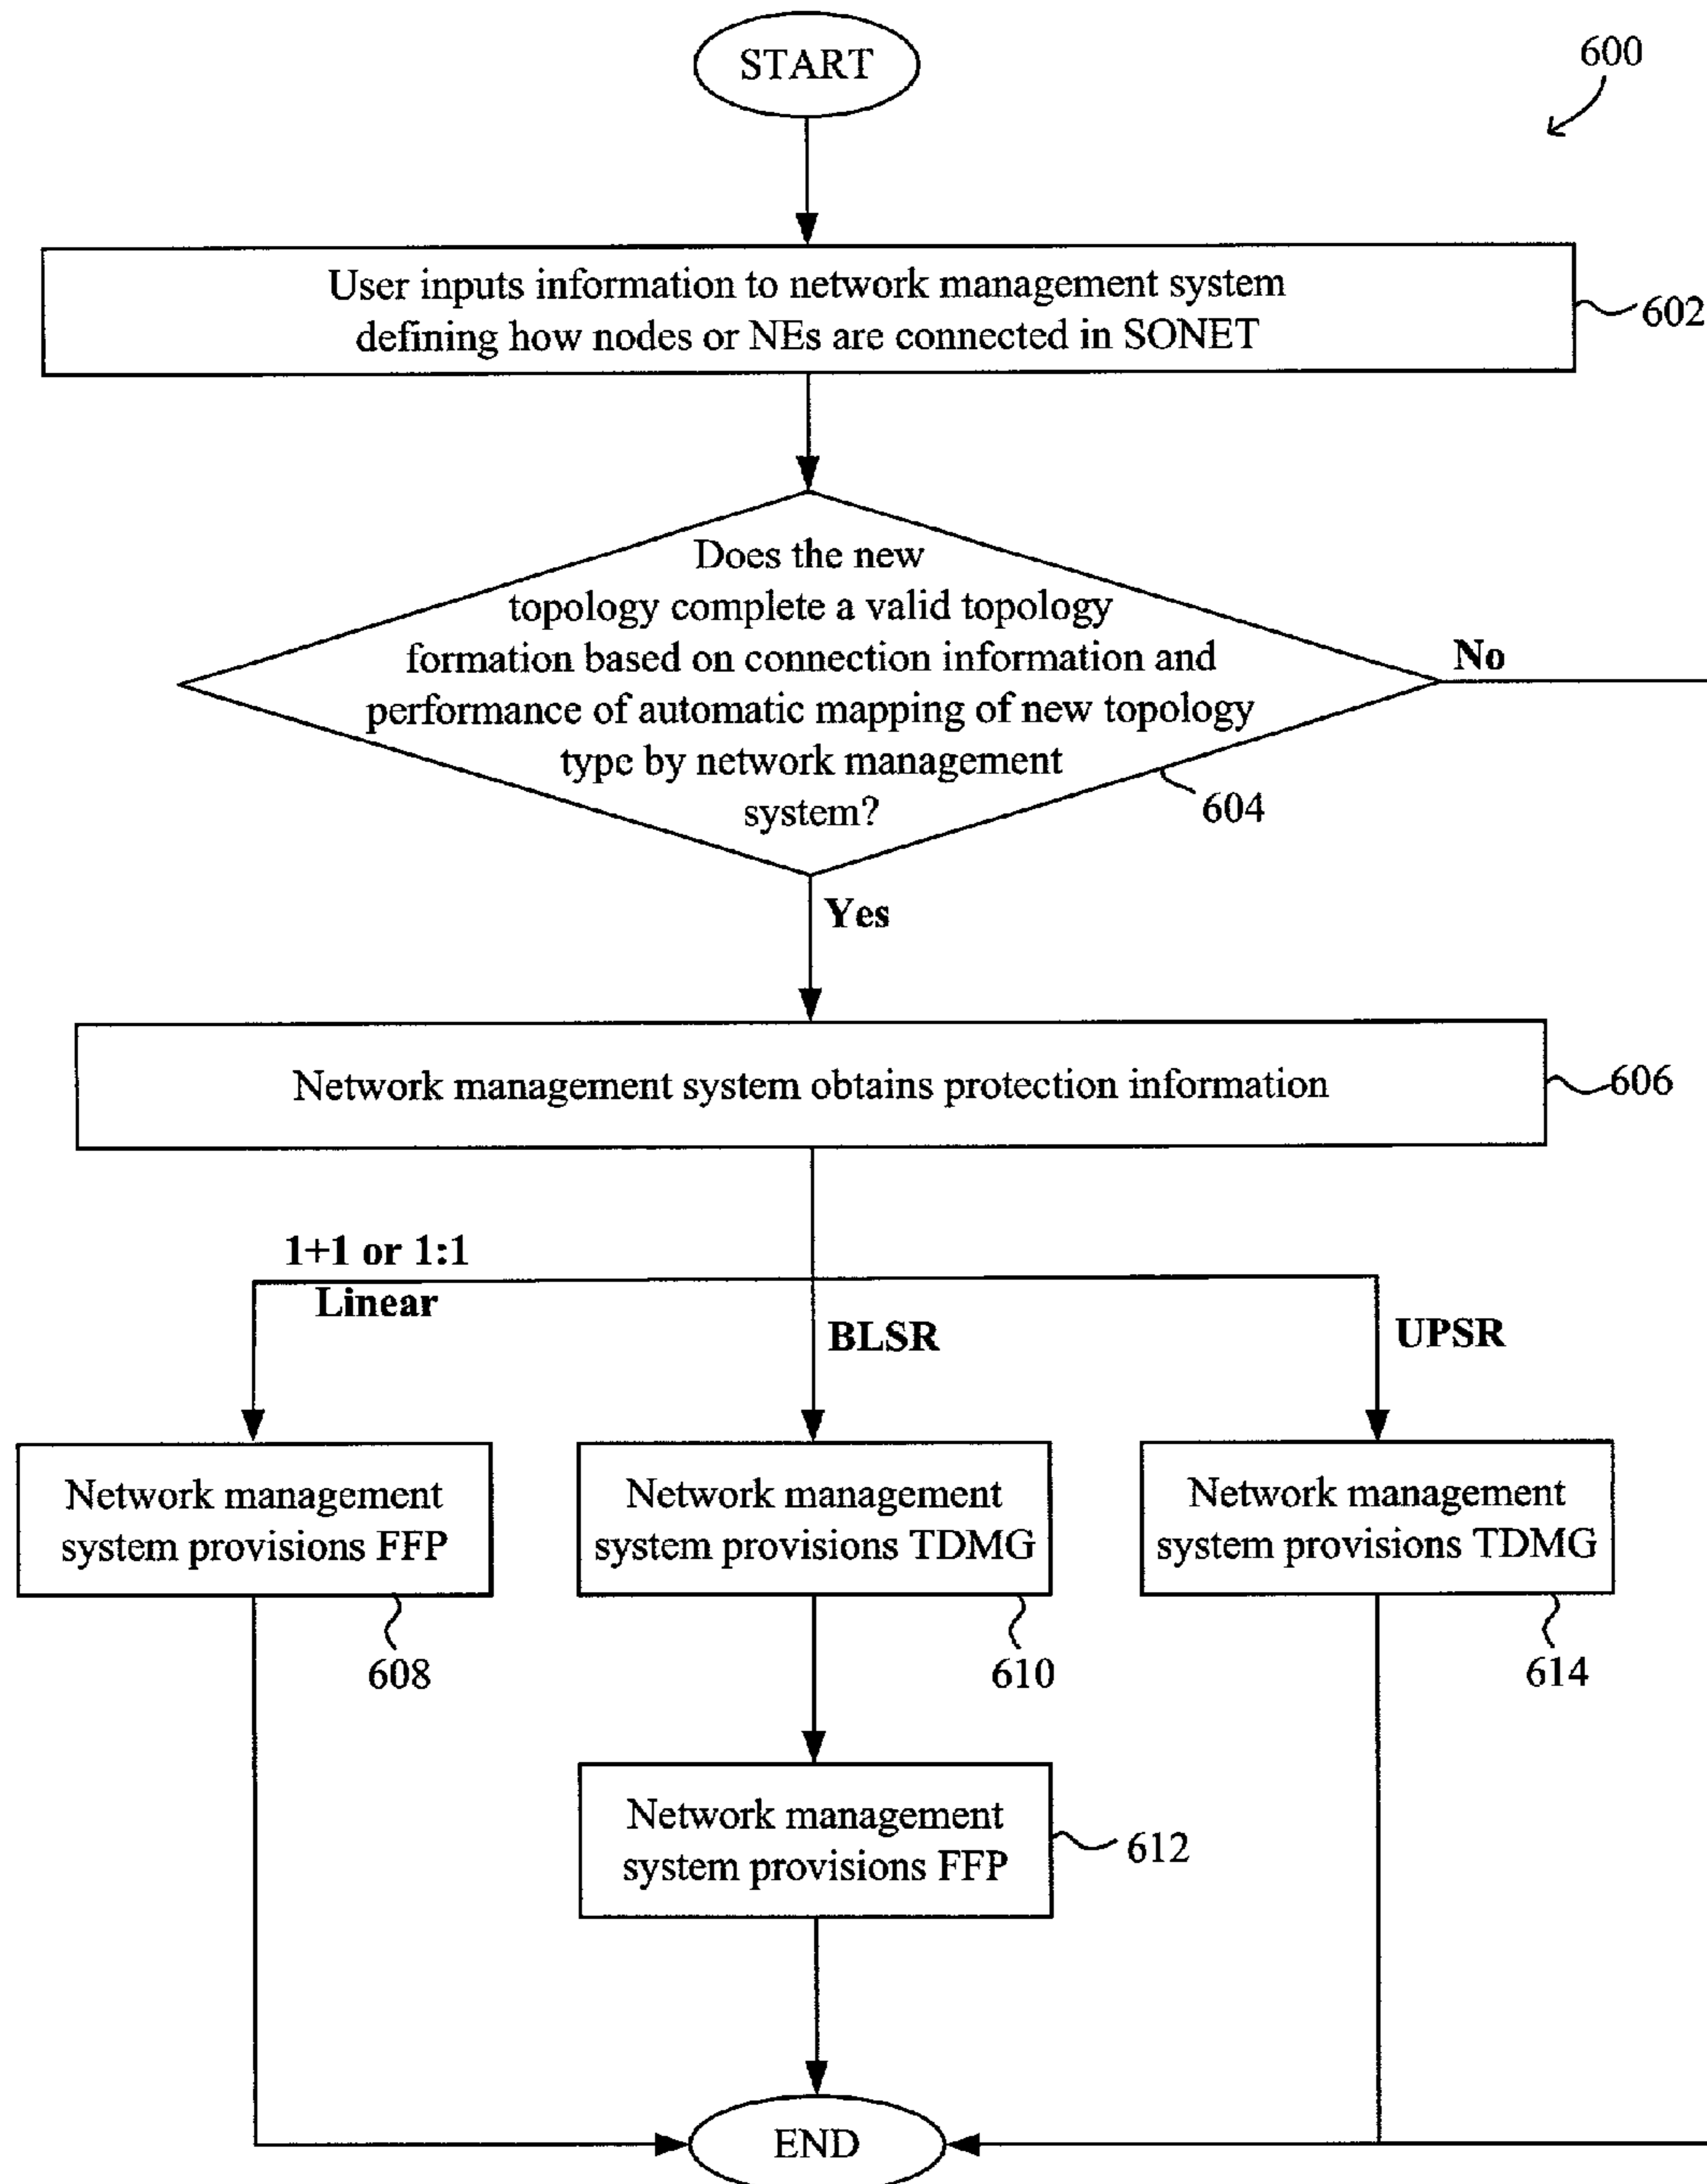 START
600
User inputs information to network management system
defining how nodes or NEs are connected in SONET
602
Does the new
topology complete a valid topology
formation based on connection information and
performance of automatic mapping of new topology
type by network management
system?
No
604
Yes
Network management system obtains protection information
606
1+1 or 1:1
Linear
BLSR
UPSR
Network management
system provisions FFP
608
Network management
system provisions TDMG
610
Network management
system provisions TDMG
614
Network management
system provisions FFP
612
END